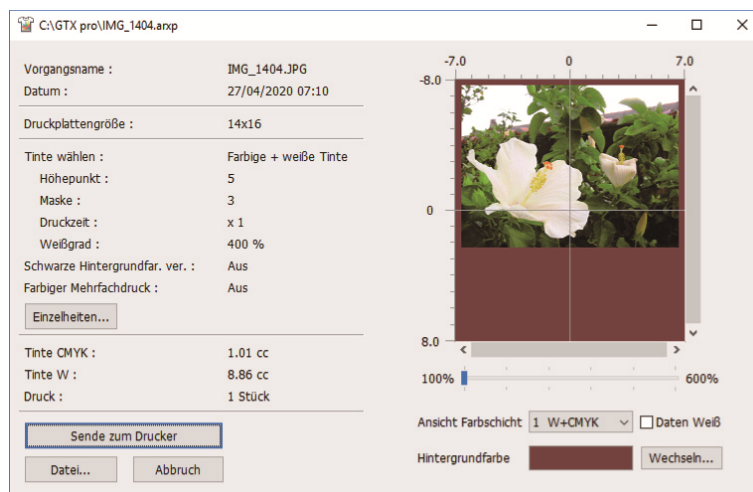 C:\GTX pro\IMG_1404.arxp
Vorgangsname : IMG_1404.JPG
Datum : 27/04/2020 07:10
Druckplattengröße : 14x16
Tinte wählen : Farbige + weiße Tinte
Höhepunkt : 5
Maske : 3
Druckzeit : x 1
Weißgrad : 400 %
Schwarze Hintergrundfar. ver. : Aus
Farbiger Mehrfachdruck : Aus
Einzelheiten...
Tinte CMYK : 1.01 cc
Tinte W : 8.86 cc
Druck : 1 Stück
Sende zum Drucker
Datei... Abbruch
-7.0 0 7.0
-8.0
0
8.0
100% 600%
Ansicht Farbschicht 1 W+CMYK Daten Weiß
Hintergrundfarbe Wechseln...